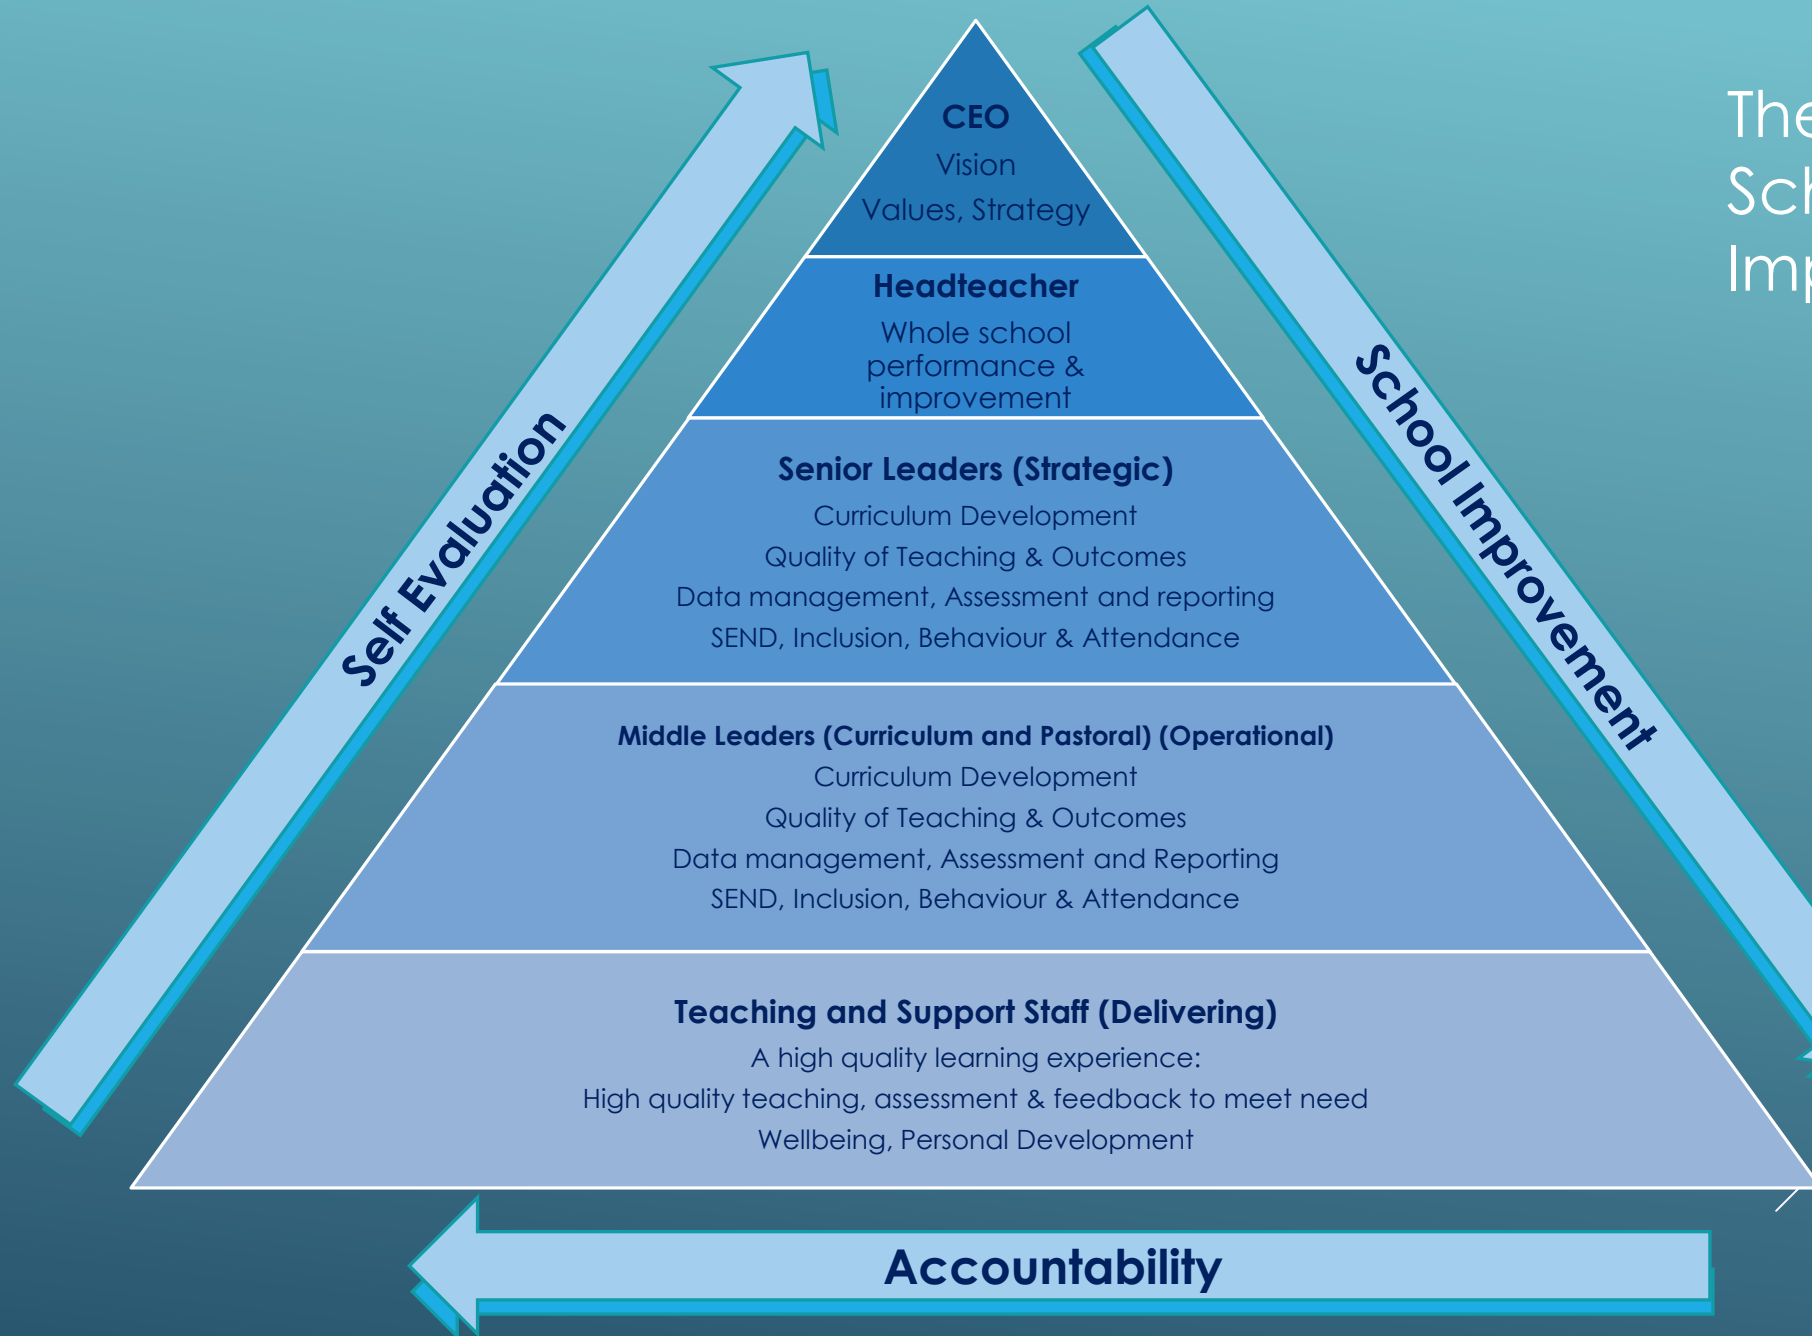 CEO
Vision
Values, Strategy
Headteacher
Whole school
performance &
improvement
Senior Leaders (Strategic)
Curriculum Development
Quality of Teaching & Outcomes
Data management, Assessment and reporting
SEND, Inclusion, Behaviour & Attendance
Middle Leaders (Curriculum and Pastoral) (Operational)
Curriculum Development
Quality of Teaching & Outcomes
Data management, Assessment and Reporting
SEND, Inclusion, Behaviour & Attendance
Teaching and Support Staff (Delivering)
A high quality learning experience:
High quality teaching, assessment & feedback to meet need
Wellbeing, Personal Development
Self Evaluation
School Improvement
Accountability